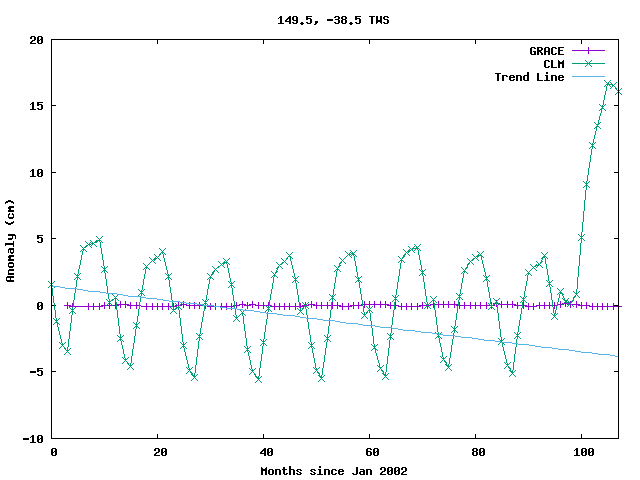 149.5, -38.5 TWS
GRACE
CLM
Trend Line
20
15
10
5
0
-5
-10
Anomaly (cm)
0 20 40 60 80 100
Months since Jan 2002